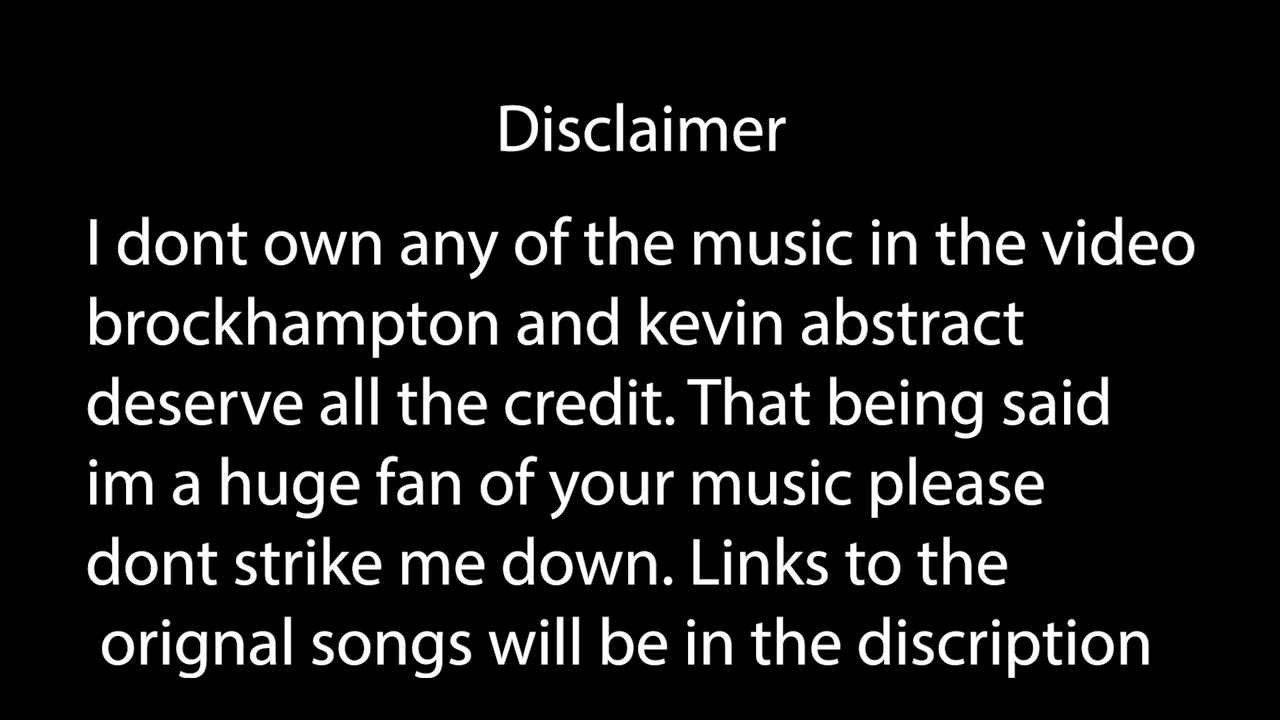 Disclaimer
I dont own any of the music in the video
brockhampton and kevin abstract
deserve all the credit. That being said
im a huge fan of your music please
dont strike me down. Links to the
orignal songs will be in the discription